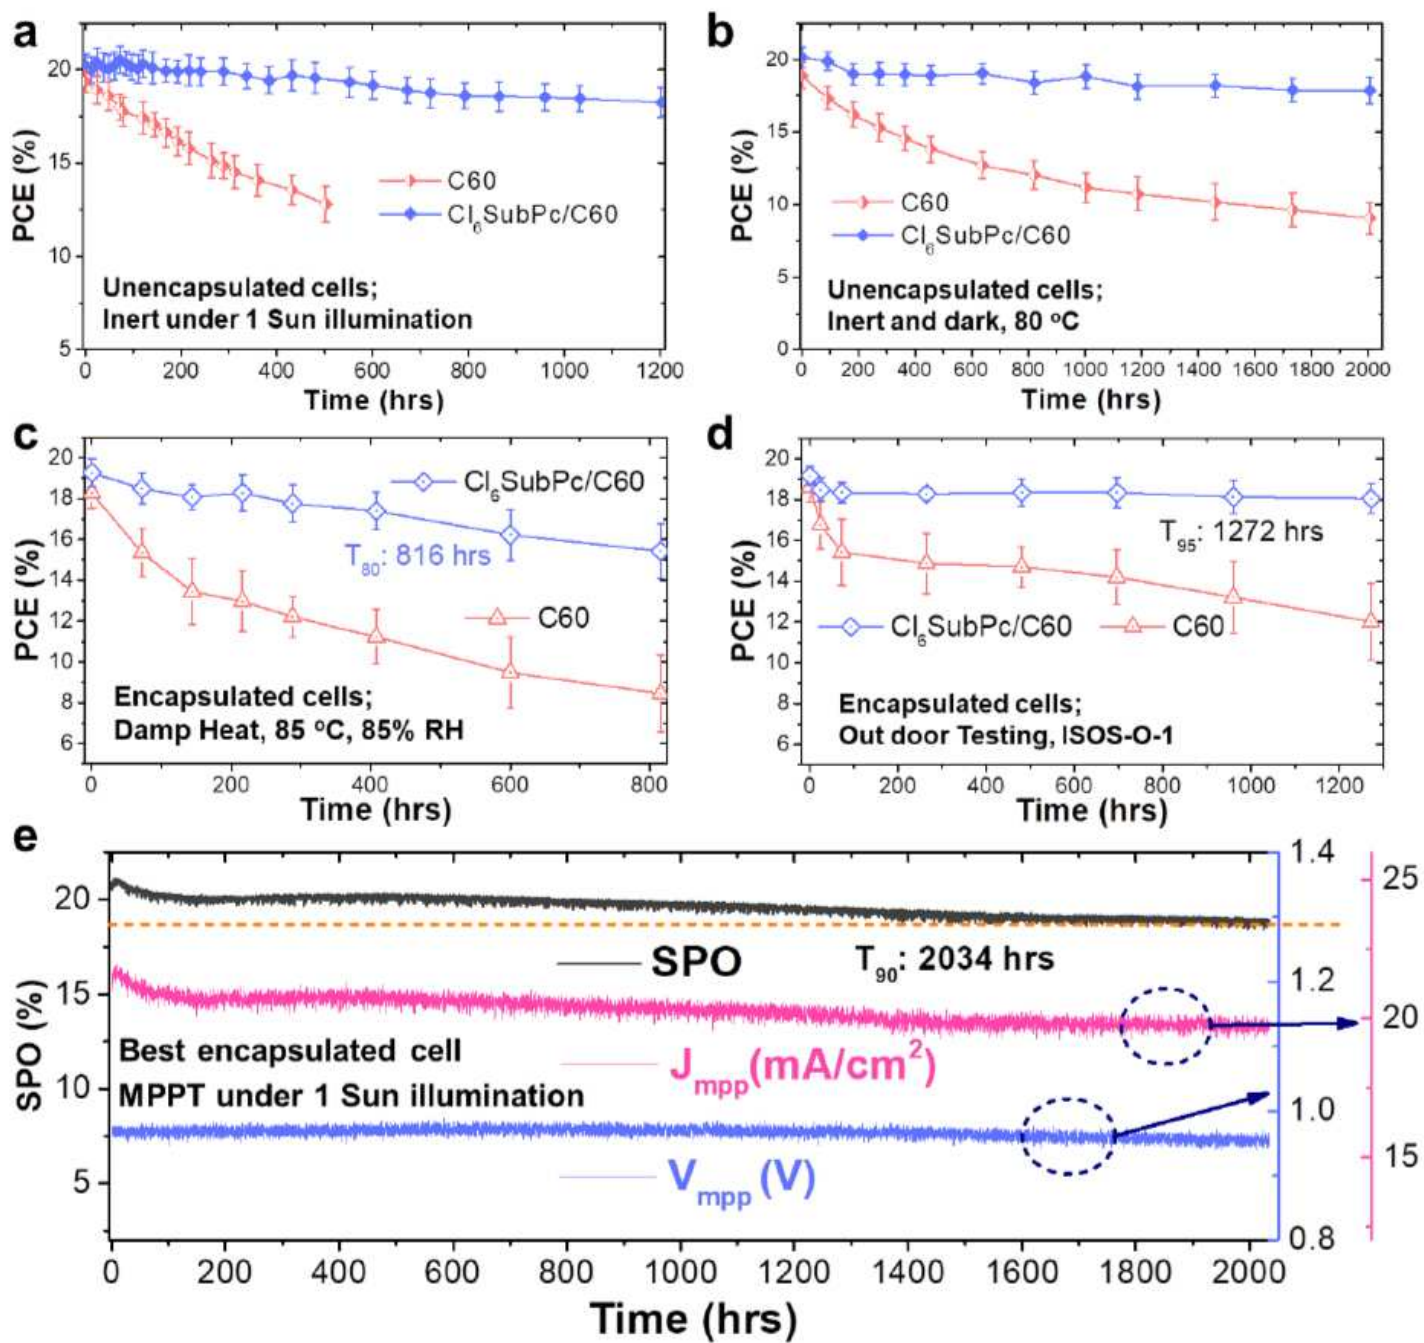 a
20
15
10
5
PCE (%)
C60
Cl₆SubPc/C60
Unencapsulated cells;
Inert under 1 Sun illumination
0 200 400 600 800 1000 1200
Time (hrs)
b
20
15
10
5
0
PCE (%)
C60
Cl₆SubPc/C60
Unencapsulated cells;
Inert and dark, 80 °C
0 200 400 600 800 1000 1200 1400 1600 1800 2000
Time (hrs)
c
20
18
16
14
12
10
8
6
PCE (%)
Cl₆SubPc/C60
T₈₀: 816 hrs
C60
Encapsulated cells;
Damp Heat, 85 °C, 85% RH
0 200 400 600 800
Time (hrs)
d
20
18
16
14
12
10
8
6
PCE (%)
T₉₅: 1272 hrs
Cl₆SubPc/C60 C60
Encapsulated cells;
Out door Testing, ISOS-O-1
0 200 400 600 800 1000 1200
Time (hrs)
e
20
15
10
5
SPO (%)
SPO
T₉₀: 2034 hrs
Best encapsulated cell
MPPT under 1 Sun illumination
J_mpp(mA/cm²)
V_mpp (V)
1.4
1.2
1.0
0.8
25
20
15
0 200 400 600 800 1000 1200 1400 1600 1800 2000
Time (hrs)